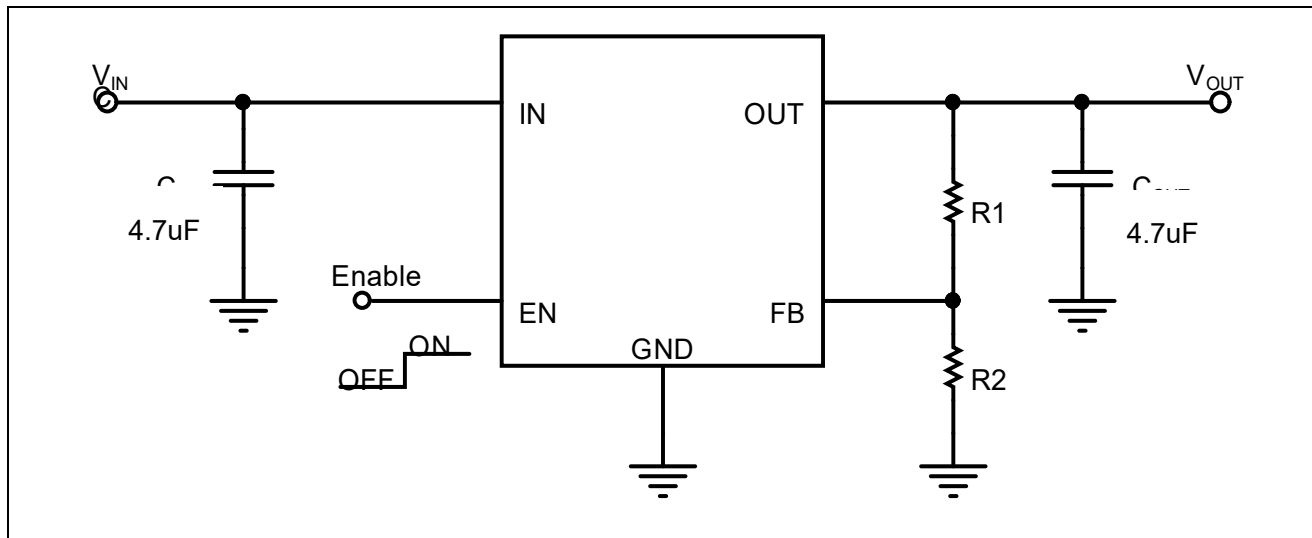 VIN
VOUT
IN
OUT
4.7uF
R1
4.7uF
Enable
EN
FB
ON
GND
OFF
R2